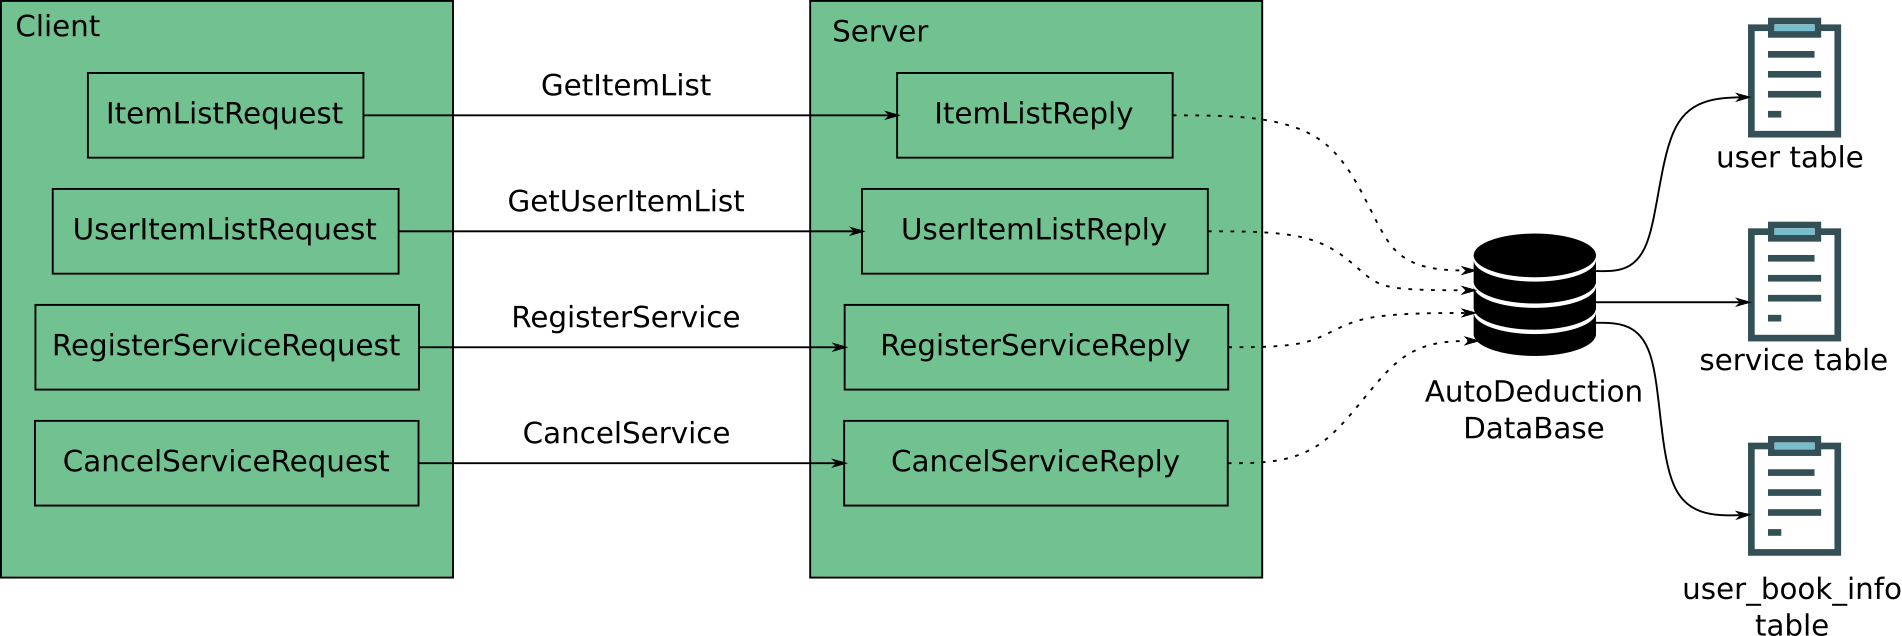 Client
Server
ItemListRequest
GetItemList
ItemListReply
user table
UserItemListRequest
GetUserItemList
UserItemListReply
RegisterServiceRequest
RegisterService
RegisterServiceReply
service table
AutoDeduction
DataBase
CancelServiceRequest
CancelService
CancelServiceReply
user_book_info
table